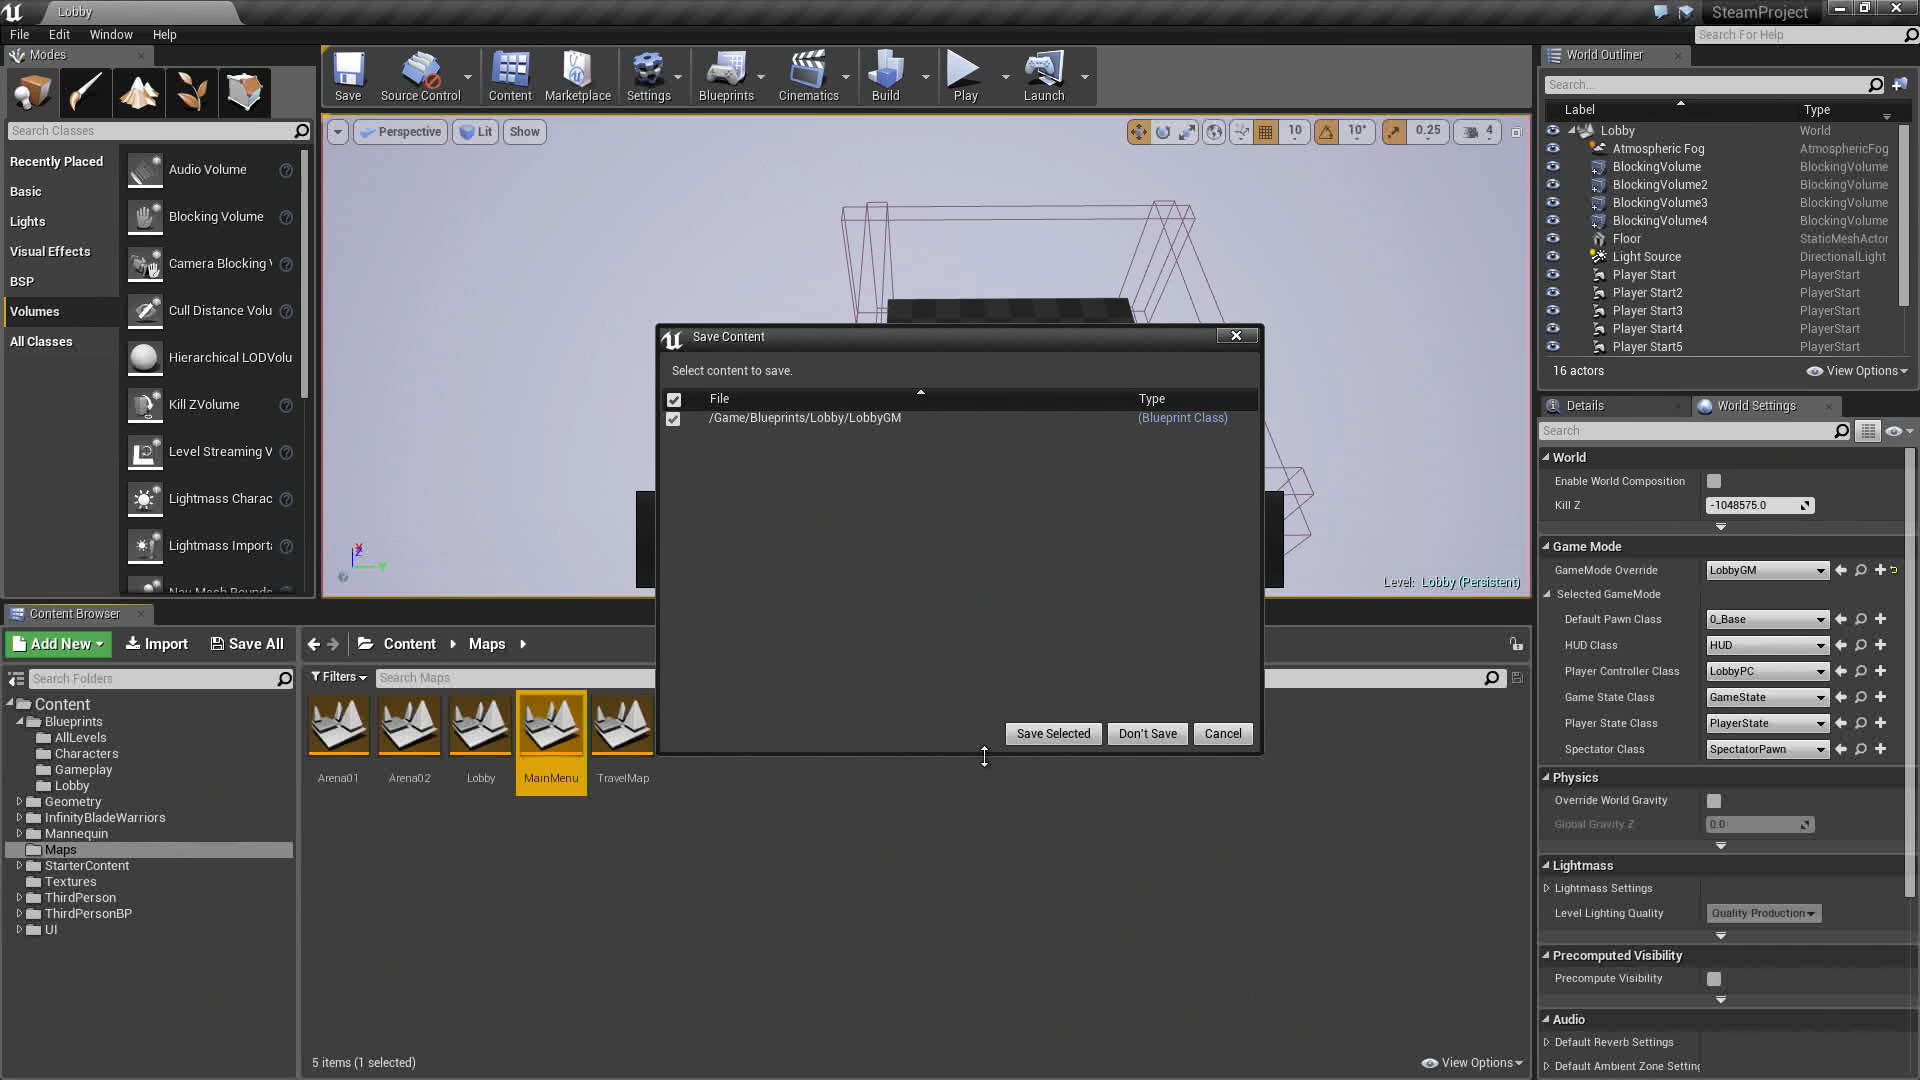 Lobby
SteamProject
File Edit Window Help
Search For Help
Modes
Search Classes
Recently Placed
Basic
Lights
Visual Effects
BSP
Volumes
All Classes
Audio Volume
Blocking Volume
Camera Blocking V
Cull Distance Volu
Hierarchical LODVolu
Kill ZVolume
Level Streaming V
Lightmass Charac
Lightmass Importa
Save
Source Control
Content
Marketplace
Settings
Blueprints
Cinematics
Build
Play
Launch
Perspective
Lit
Show
10
10°
0.25
4
Level: Lobby (Persistent)
Save Content
Select content to save.
File Type
/Game/Blueprints/Lobby/LobbyGM (Blueprint Class)
Save Selected
Don't Save
Cancel
Content Browser
Add New
Import
Save All
Content
Maps
Search Folders
Filters
Search Maps
Content
Blueprints
AllLevels
Characters
Gameplay
Lobby
Geometry
InfinityBladeWarriors
Mannequin
Maps
StarterContent
Textures
ThirdPerson
ThirdPersonBP
UI
Arena01
Arena02
Lobby
MainMenu
TravelMap
5 items (1 selected)
View Options
World Outliner
Search...
Label Type
Lobby World
Atmospheric Fog AtmosphericFog
BlockingVolume BlockingVolume
BlockingVolume2 BlockingVolume
BlockingVolume3 BlockingVolume
BlockingVolume4 BlockingVolume
Floor StaticMeshActor
Light Source DirectionalLight
Player Start PlayerStart
Player Start2 PlayerStart
Player Start3 PlayerStart
Player Start4 PlayerStart
Player Start5 PlayerStart
16 actors
View Options
Details
World Settings
Search
World
Enable World Composition
Kill Z -1048575.0
Game Mode
GameMode Override LobbyGM
Selected GameMode
Default Pawn Class 0_Base
HUD Class HUD
Player Controller Class LobbyPC
Game State Class GameState
Player State Class PlayerState
Spectator Class SpectatorPawn
Physics
Override World Gravity
Global Gravity Z 0.0
Lightmass
Lightmass Settings
Level Lighting Quality Quality Production
Precomputed Visibility
Precompute Visibility
Audio
Default Reverb Settings
Default Ambient Zone Setting